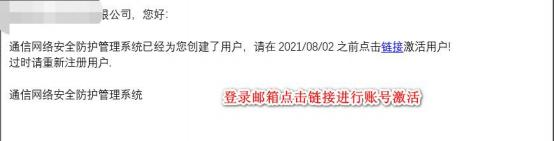 限公司，您好：
通信网络安全防护管理系统已经为您创建了用户，请在 2021/08/02 之前点击链接激活用户!
过时请重新注册用户.
通信网络安全防护管理系统
登录邮箱点击链接进行账号激活